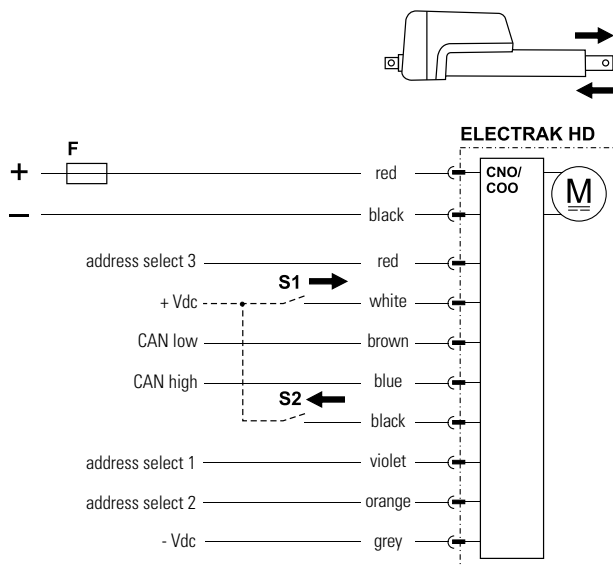 ELECTRAK HD
F
+ red CNO/
COO
M
– black
address select 3 red
S1
+ Vdc white
CAN low brown
CAN high blue
S2
black
address select 1 violet
address select 2 orange
- Vdc grey